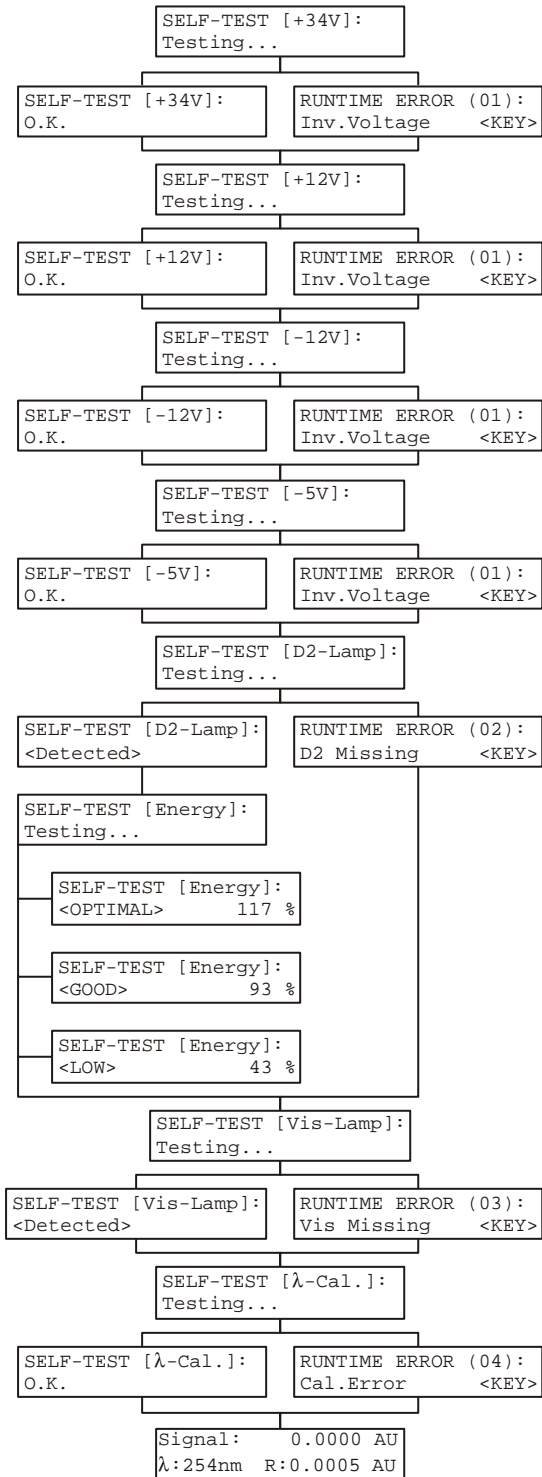 SELF-TEST [+34V]:
Testing...
SELF-TEST [+34V]:
O.K.
RUNTIME ERROR (01):
Inv.Voltage <KEY>
SELF-TEST [+12V]:
Testing...
SELF-TEST [+12V]:
O.K.
RUNTIME ERROR (01):
Inv.Voltage <KEY>
SELF-TEST [-12V]:
Testing...
SELF-TEST [-12V]:
O.K.
RUNTIME ERROR (01):
Inv.Voltage <KEY>
SELF-TEST [-5V]:
Testing...
SELF-TEST [-5V]:
O.K.
RUNTIME ERROR (01):
Inv.Voltage <KEY>
SELF-TEST [D2-Lamp]:
Testing...
SELF-TEST [D2-Lamp]:
<Detected>
RUNTIME ERROR (02):
D2 Missing <KEY>
SELF-TEST [Energy]:
Testing...
SELF-TEST [Energy]:
<OPTIMAL> 117 %
SELF-TEST [Energy]:
<GOOD> 93 %
SELF-TEST [Energy]:
<LOW> 43 %
SELF-TEST [Vis-Lamp]:
Testing...
SELF-TEST [Vis-Lamp]:
<Detected>
RUNTIME ERROR (03):
Vis Missing <KEY>
SELF-TEST [λ-Cal.]:
Testing...
SELF-TEST [λ-Cal.]:
O.K.
RUNTIME ERROR (04):
Cal.Error <KEY>
Signal: 0.0000 AU
λ:254nm R:0.0005 AU